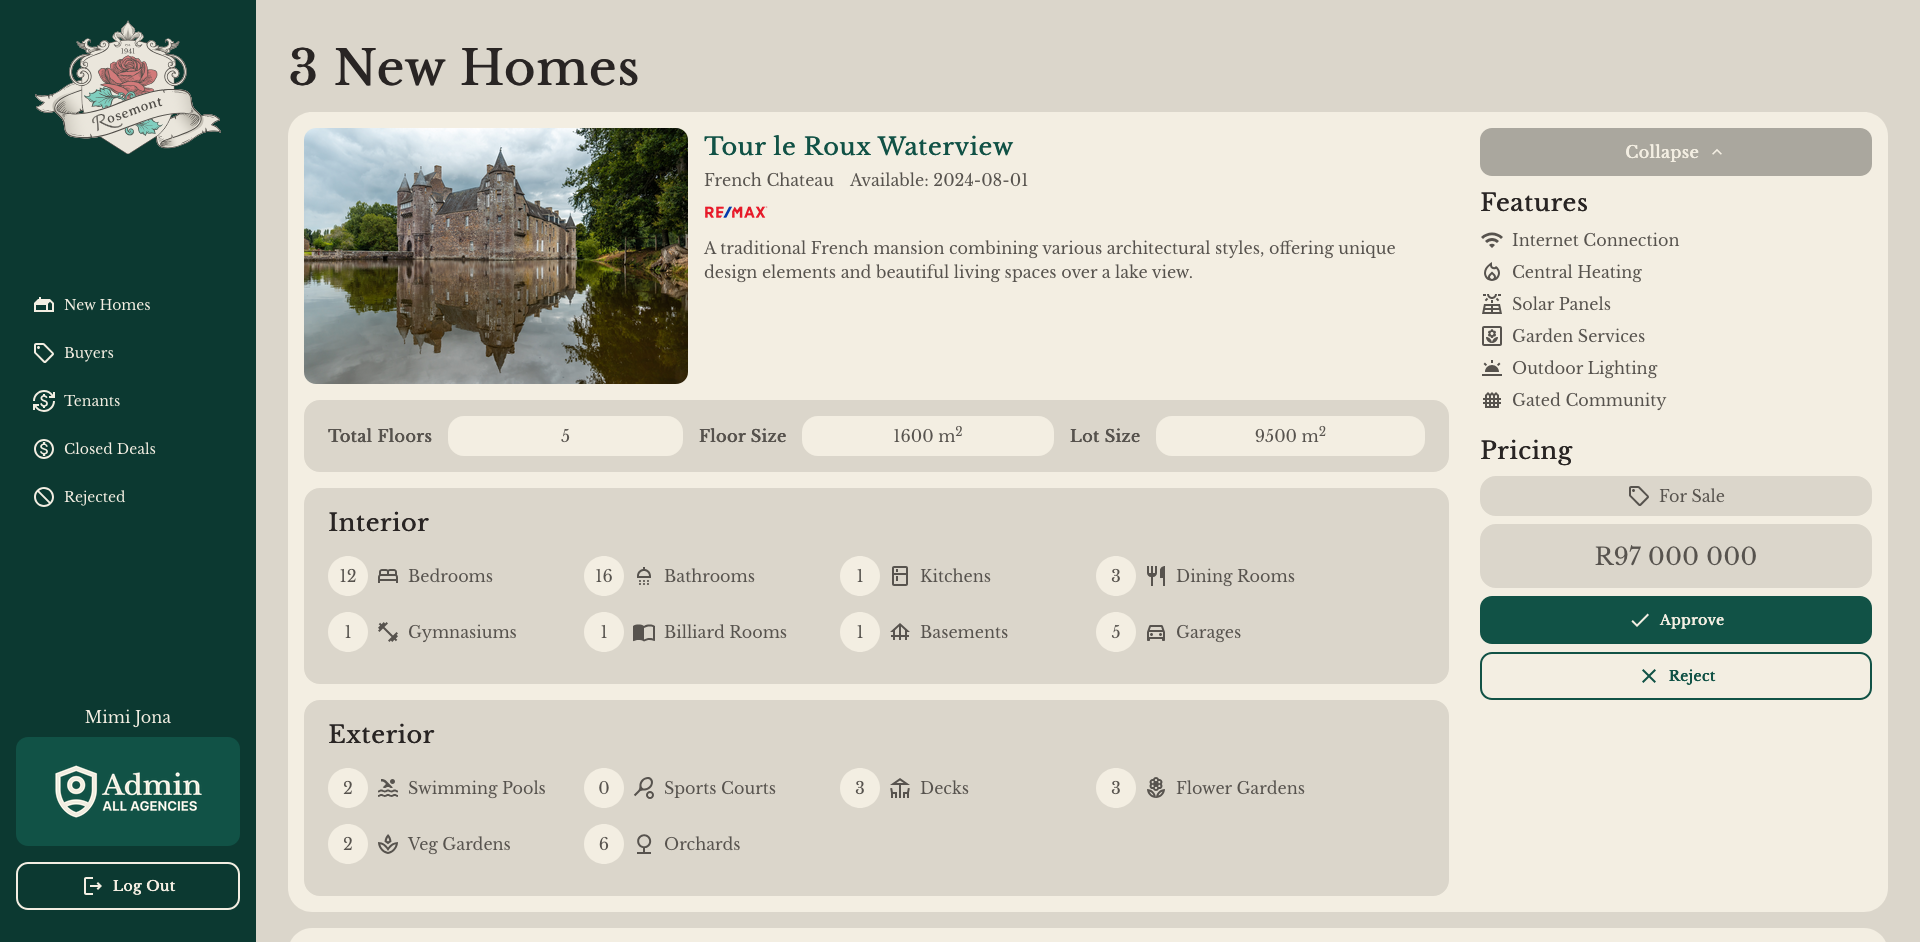 1941
Rosemont
New Homes
Buyers
Tenants
Closed Deals
Rejected
Mimi Jona
Admin
ALL AGENCIES
Log Out
3 New Homes
Tour le Roux Waterview
French Chateau Available: 2024-08-01
RE/MAX
A traditional French mansion combining various architectural styles, offering unique
design elements and beautiful living spaces over a lake view.
Total Floors 5 Floor Size 1600 m² Lot Size 9500 m²
Interior
12 Bedrooms 16 Bathrooms 1 Kitchens 3 Dining Rooms
1 Gymnasiums 1 Billiard Rooms 1 Basements 5 Garages
Exterior
2 Swimming Pools 0 Sports Courts 3 Decks 3 Flower Gardens
2 Veg Gardens 6 Orchards
Collapse
Features
Internet Connection
Central Heating
Solar Panels
Garden Services
Outdoor Lighting
Gated Community
Pricing
For Sale
R97 000 000
Approve
Reject